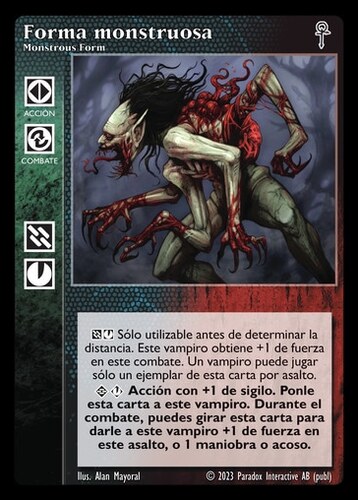 Forma monstruosa
Monstrous Form
ACCIÓN
COMBATE
Sólo utilizable antes de determinar la
distancia. Este vampiro obtiene +1 de fuerza
en este combate. Un vampiro puede jugar
sólo un ejemplar de esta carta por asalto.
Acción con +1 de sigilo. Ponle
esta carta a este vampiro. Durante el
combate, puedes girar esta carta para
darle a este vampiro +1 de fuerza en
este asalto, o 1 maniobra o acoso.
Ilus. Alan Mayoral
© 2023 Paradox Interactive AB (publ)